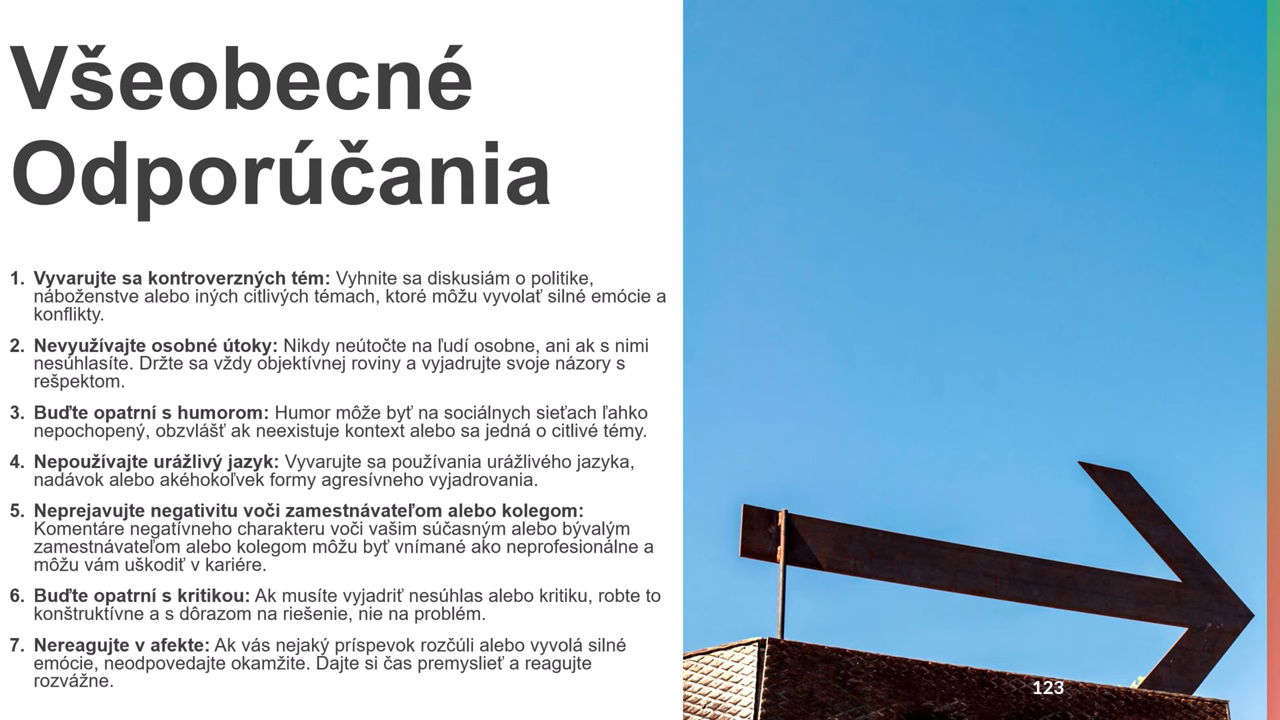 Všeobecné
Odporúčania
1. Vyvarujte sa kontroverzných tém: Vyhnite sa diskusiám o politike,
náboženstve alebo iných citlivých témach, ktoré môžu vyvolať silné emócie a
konflikty.
2. Nevyužívajte osobné útoky: Nikdy neútočte na ľudí osobne, ani ak s nimi
nesúhlasíte. Držte sa vždy objektívnej roviny a vyjadrujte svoje názory s
rešpektom.
3. Buďte opatrní s humorom: Humor môže byť na sociálnych sieťach ľahko
nepochopený, obzvlášť ak neexistuje kontext alebo sa jedná o citlivé témy.
4. Nepoužívajte urážlivý jazyk: Vyvarujte sa používania urážlivého jazyka,
nadávok alebo akéhokoľvek formy agresívneho vyjadrovania.
5. Neprejavujte negativitu voči zamestnávateľom alebo kolegom:
Komentáre negatívneho charakteru voči vašim súčasným alebo bývalým
zamestnávateľom alebo kolegom môžu byť vnímané ako neprofesionálne a
môžu vám uškodiť v kariére.
6. Buďte opatrní s kritikou: Ak musíte vyjadriť nesúhlas alebo kritiku, robte to
konštruktívne a s dôrazom na riešenie, nie na problém.
7. Nereagujte v afekte: Ak vás nejaký príspevok rozčúli alebo vyvolá silné
emócie, neodpovedajte okamžite. Dajte si čas premyslieť a reagujte
rozvážne.
123